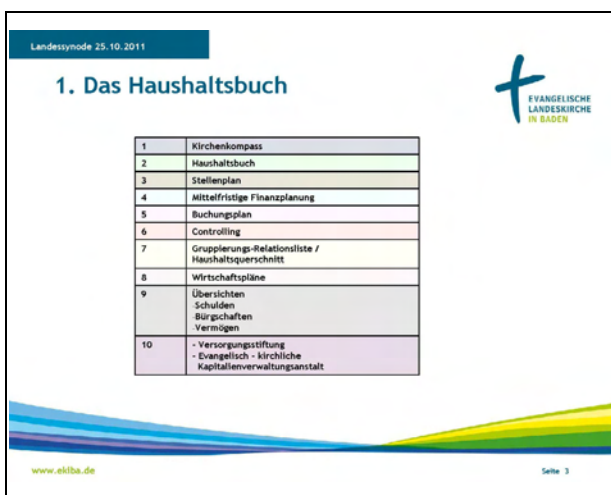 Landessynode 25.10.2011
1. Das Haushaltsbuch
EVANGELISCHE
LANDESKIRCHE
IN BADEN
1 Kirchenkompass
2 Haushaltsbuch
3 Stellenplan
4 Mittelfristige Finanzplanung
5 Buchungsplan
6 Controlling
7 Gruppierungs-Relationsliste /
Haushaltsquerschnitt
8 Wirtschaftspläne
9 Übersichten
-Schulden
-Bürgschaften
-Vermögen
10 - Versorgungsstiftung
- Evangelisch - kirchliche
Kapitalienverwaltungsanstalt
www.ekiba.de
Seite 3